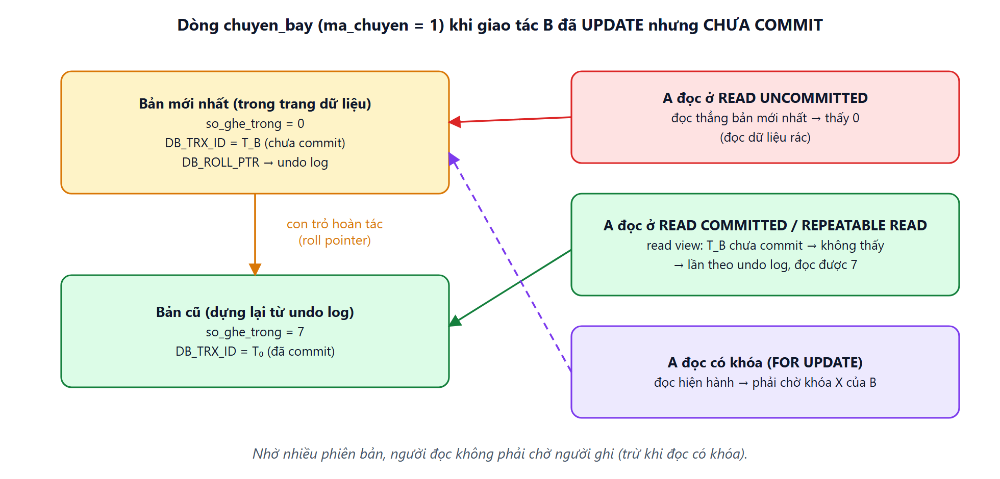 Dòng chuyen_bay (ma_chuyen = 1) khi giao tác B đã UPDATE nhưng CHƯA COMMIT
Bản mới nhất (trong trang dữ liệu)
so_ghe_trong = 0
DB_TRX_ID = T_B (chưa commit)
DB_ROLL_PTR → undo log
con trỏ hoàn tác
(roll pointer)
Bản cũ (dựng lại từ undo log)
so_ghe_trong = 7
DB_TRX_ID = T₀ (đã commit)
A đọc ở READ UNCOMMITTED
đọc thẳng bản mới nhất → thấy 0
(đọc dữ liệu rác)
A đọc ở READ COMMITTED / REPEATABLE READ
read view: T_B chưa commit → không thấy
→ lần theo undo log, đọc được 7
A đọc có khóa (FOR UPDATE)
đọc hiện hành → phải chờ khóa X của B
Nhờ nhiều phiên bản, người đọc không phải chờ người ghi (trừ khi đọc có khóa).